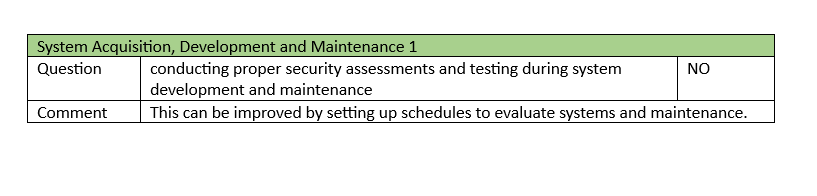 System Acquisition, Development and Maintenance 1
Question conducting proper security assessments and testing during system NO
development and maintenance
Comment This can be improved by setting up schedules to evaluate systems and maintenance.